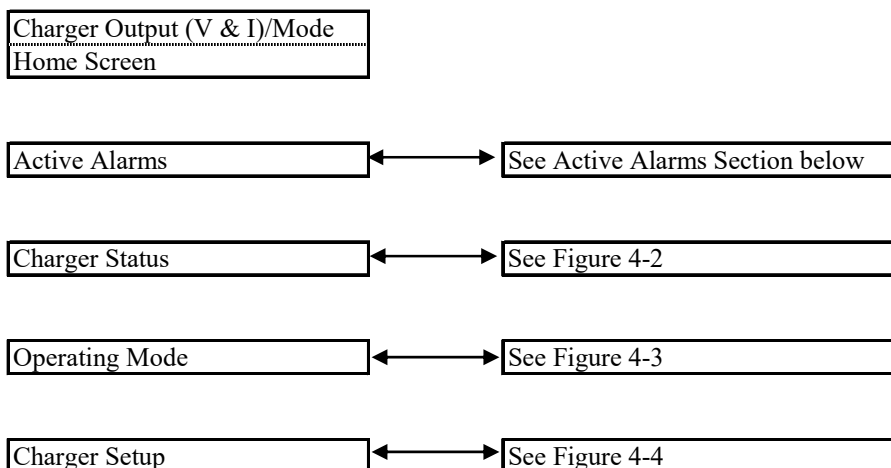 Charger Output (V & I)/Mode
Home Screen
Active Alarms
See Active Alarms Section below
Charger Status
See Figure 4-2
Operating Mode
See Figure 4-3
Charger Setup
See Figure 4-4